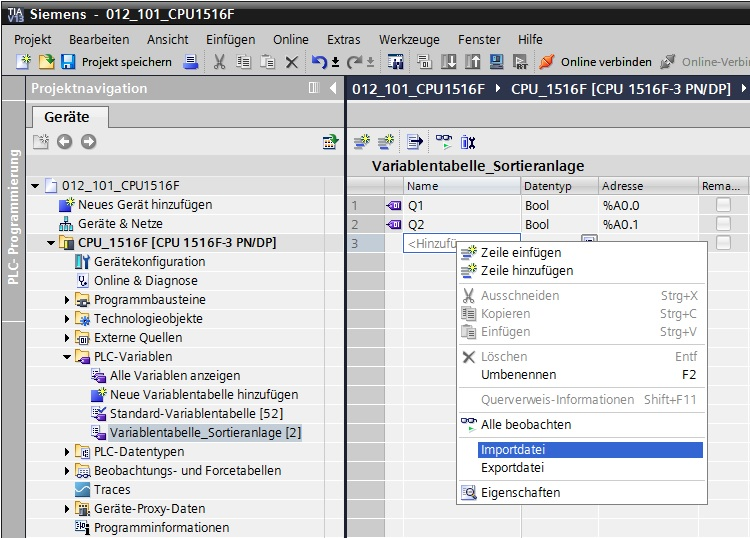 TIA
V13
Siemens - 012_101_CPU1516F
Projekt Bearbeiten Ansicht Einfügen Online Extras Werkzeuge Fenster Hilfe
Projekt speichern Online verbinden Online-Verbi
Projektnavigation
012_101_CPU1516F CPU_1516F [CPU 1516F-3 PN/DP]
Geräte
PLC- Programmierung
012_101_CPU1516F
Neues Gerät hinzufügen
Geräte & Netze
CPU_1516F [CPU 1516F-3 PN/DP]
Gerätekonfiguration
Online & Diagnose
Programmbausteine
Technologieobjekte
Externe Quellen
PLC-Variablen
Alle Variablen anzeigen
Neue Variablentabelle hinzufügen
Standard-Variablentabelle [52]
Variablentabelle_Sortieranlage [2]
PLC-Datentypen
Beobachtungs- und Forcetabellen
Traces
Geräte-Proxy-Daten
Programminformationen
Variablentabelle_Sortieranlage
Name Datentyp Adresse Rema...
1 Q1 Bool %A0.0
2 Q2 Bool %A0.1
3 <Hinzufü
Zeile einfügen
Zeile hinzufügen
Ausschneiden Strg+X
Kopieren Strg+C
Einfügen Strg+V
Löschen Entf
Umbenennen F2
Querverweis-Informationen Shift+F11
Alle beobachten
Importdatei
Exportdatei
Eigenschaften